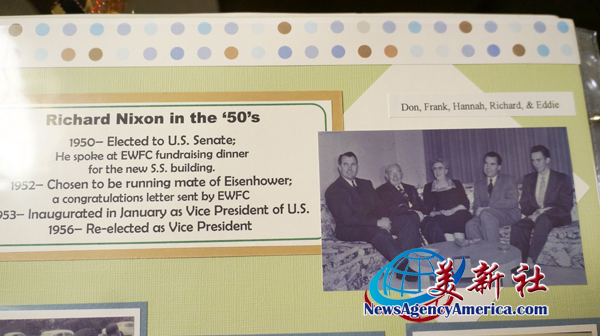 Richard Nixon in the '50's
1950– Elected to U.S. Senate;
He spoke at EWFC fundraising dinner
for the new S.S. building.
1952– Chosen to be running mate of Eisenhower;
a congratulations letter sent by EWFC
953– Inaugurated in January as Vice President of U.S.
1956– Re-elected as Vice President
Don, Frank, Hannah, Richard, & Eddie
美新社
NewsAgencyAmerica.com